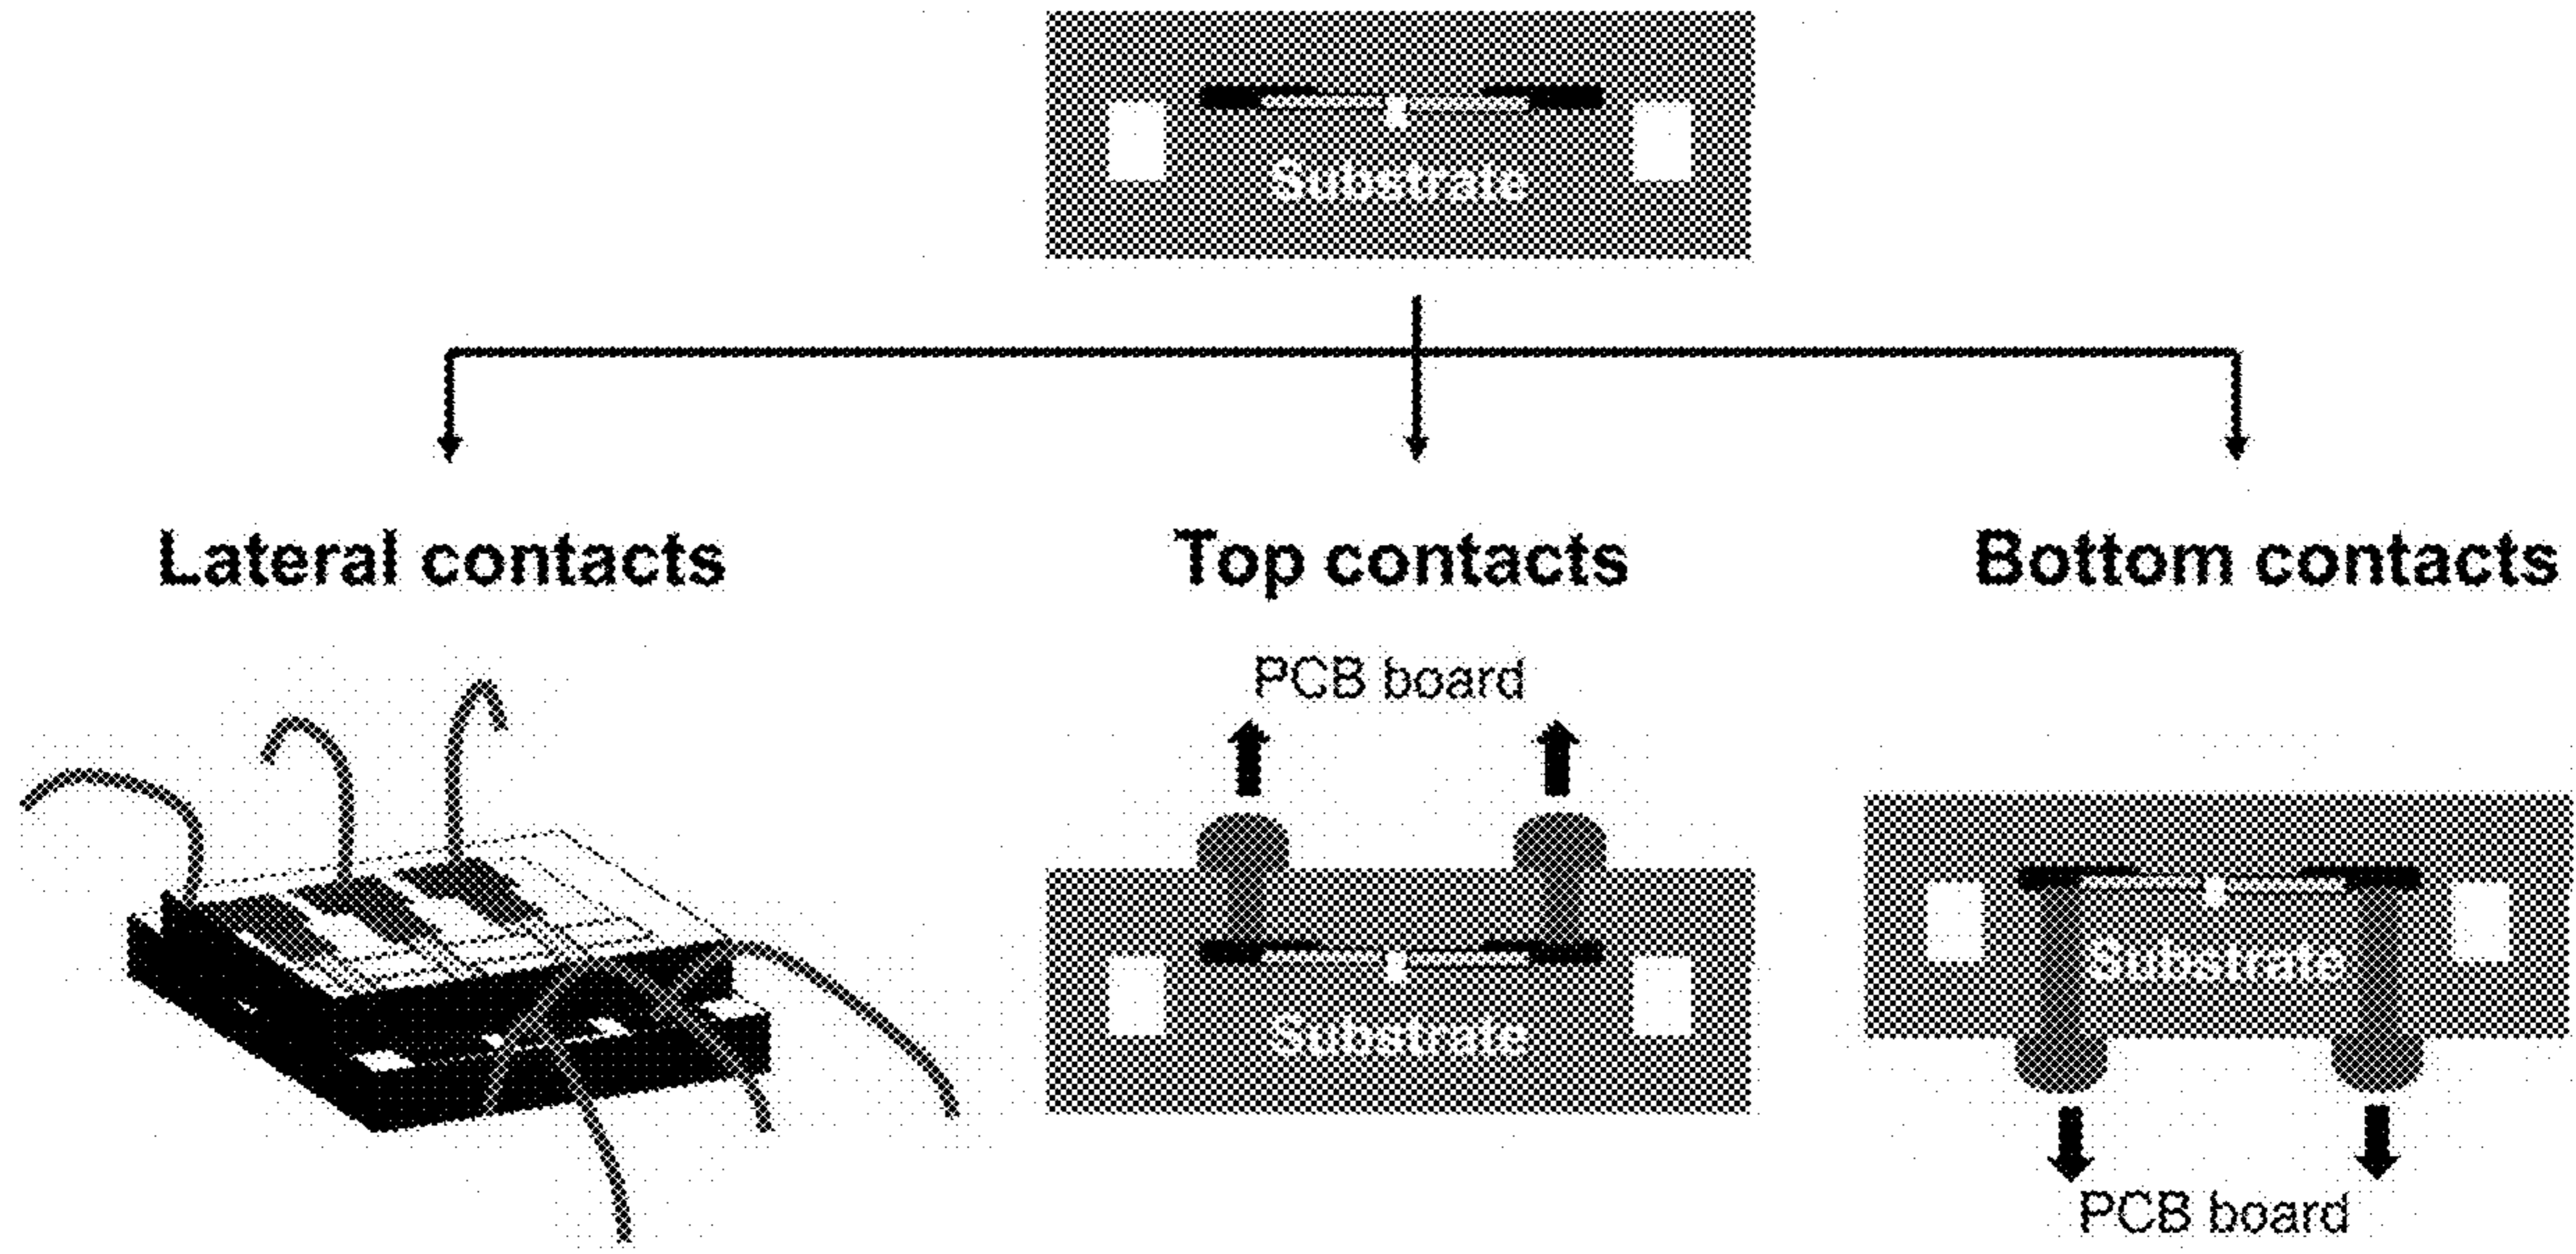 Substrate
Lateral contacts
Top contacts
Bottom contacts
PCB board
Substrate
Substrate
PCB board